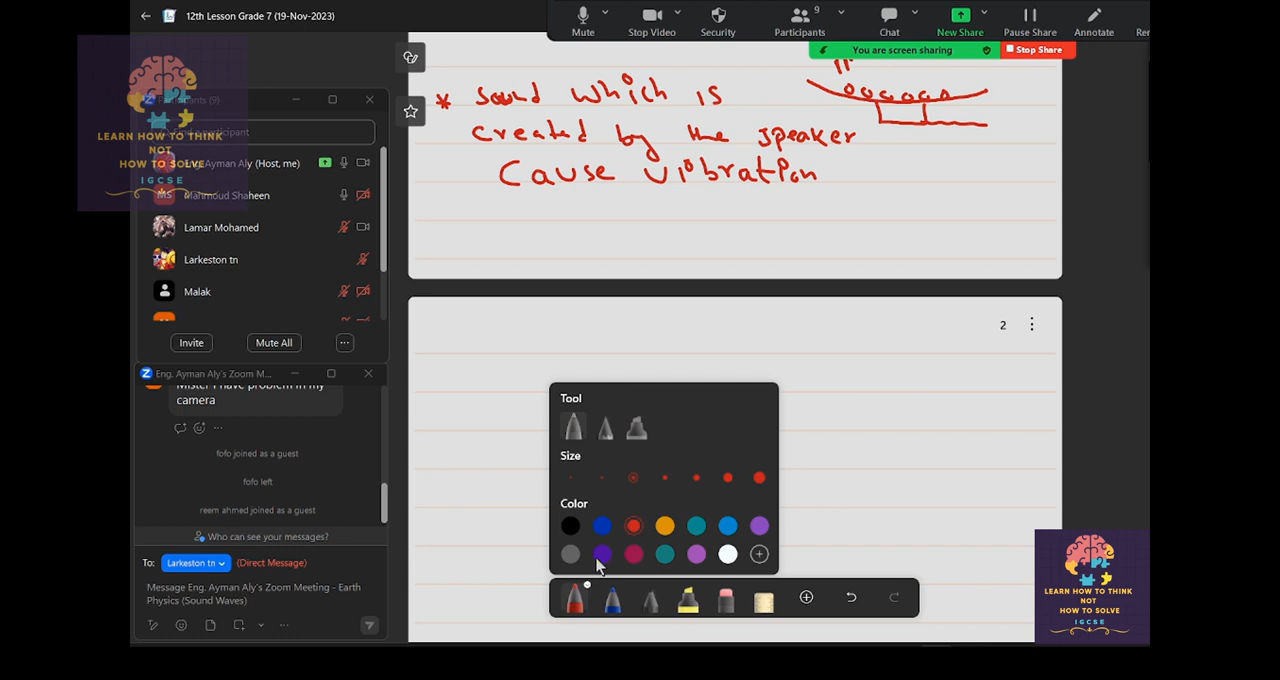 12th Lesson Grade 7 (19-Nov-2023)
9
Mute
Stop Video
Security
Participants
Chat
New Share
Pause Share
Annotate
You are screen sharing
Stop Share
Participants (9)
LEARN HOW TO THINK
NOT
HOW TO SOLVE
IGCSE
Eng. Ayman Aly (Host, me)
MS
Mahmoud Shaheen
Lamar Mohamed
Larkeston tn
Malak
Invite
Mute All
...
* Sound which is
created by the speaker
Cause vibration
Eng. Ayman Aly's Zoom M...
Mister I have problem in my
camera
fofo joined as a guest
fofo left
reem ahmed joined as a guest
Who can see your messages?
To: Larkeston tn (Direct Message)
Message Eng. Ayman Aly's Zoom Meeting - Earth
Physics (Sound Waves)
2
Tool
Size
Color
LEARN HOW TO THINK
NOT
HOW TO SOLVE
IGCSE